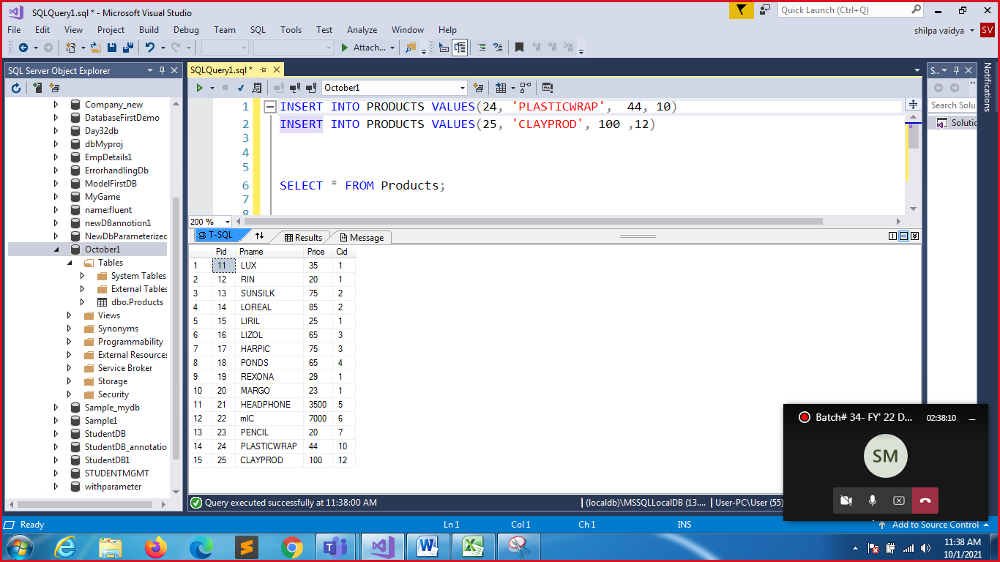 SQLQuery1.sql * - Microsoft Visual Studio
Quick Launch (Ctrl+Q)
File Edit View Project Build Debug Team SQL Tools Test Analyze Window Help
shilpa vaidya SV
Attach...
SQL Server Object Explorer
SQLQuery1.sql *
S..
Notifications
October1
Search Solu
Solutio
Company_new
DatabaseFirstDemo
Day32db
dbMyproj
EmpDetails1
ErrorhandlingDb
ModelFirstDB
MyGame
name:fluent
newDBannotion1
NewDbParameterized
October1
Tables
System Tables
External Tables
dbo.Products
Views
Synonyms
Programmability
External Resources
Service Broker
Storage
Security
Sample_mydb
Sample1
StudentDB
StudentDB_annotatio
StudentDB1
STUDENTMGMT
withparameter
1 INSERT INTO PRODUCTS VALUES(24, 'PLASTICWRAP',  44, 10)
2 INSERT INTO PRODUCTS VALUES(25, 'CLAYPROD', 100 ,12)
3
4
5
6 SELECT * FROM Products;
7
8
200 %
T-SQL Results Message
Pid Pname Price Cid
1 11 LUX 35 1
2 12 RIN 20 1
3 13 SUNSILK 75 2
4 14 LOREAL 85 2
5 15 LIRIL 25 1
6 16 LIZOL 65 3
7 17 HARPIC 75 3
8 18 PONDS 65 4
9 19 REXONA 29 1
10 20 MARGO 23 1
11 21 HEADPHONE 3500 5
12 22 mIC 7000 6
13 23 PENCIL 20 7
14 24 PLASTICWRAP 44 10
15 25 CLAYPROD 100 12
Batch# 34- FY' 22 D... 02:38:10
SM
Query executed successfully at 11:38:00 AM
(localdb)\MSSQLLocalDB (13.... User-PC\User (55)
Ready Ln 1 Col 1 Ch 1 INS Add to Source Control
11:38 AM
10/1/2021